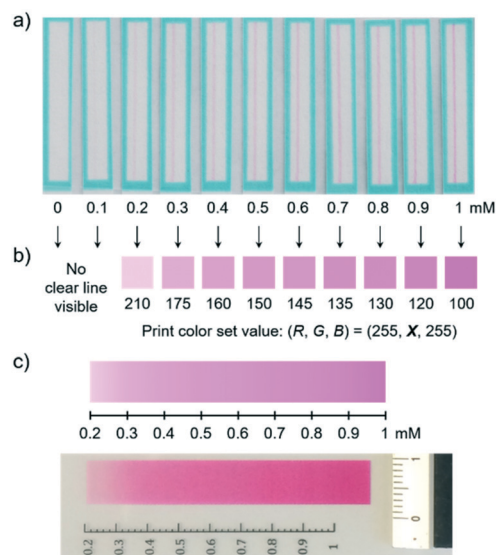 a)
0 0.1 0.2 0.3 0.4 0.5 0.6 0.7 0.8 0.9 1 mM
b)
No
clear line
visible
210 175 160 150 145 135 130 120 100
Print color set value: (R, G, B) = (255, X, 255)
c)
0.2 0.3 0.4 0.5 0.6 0.7 0.8 0.9 1 mM
1
0
0.2 0.3 0.4 0.5 0.6 0.7 0.8 0.9 1